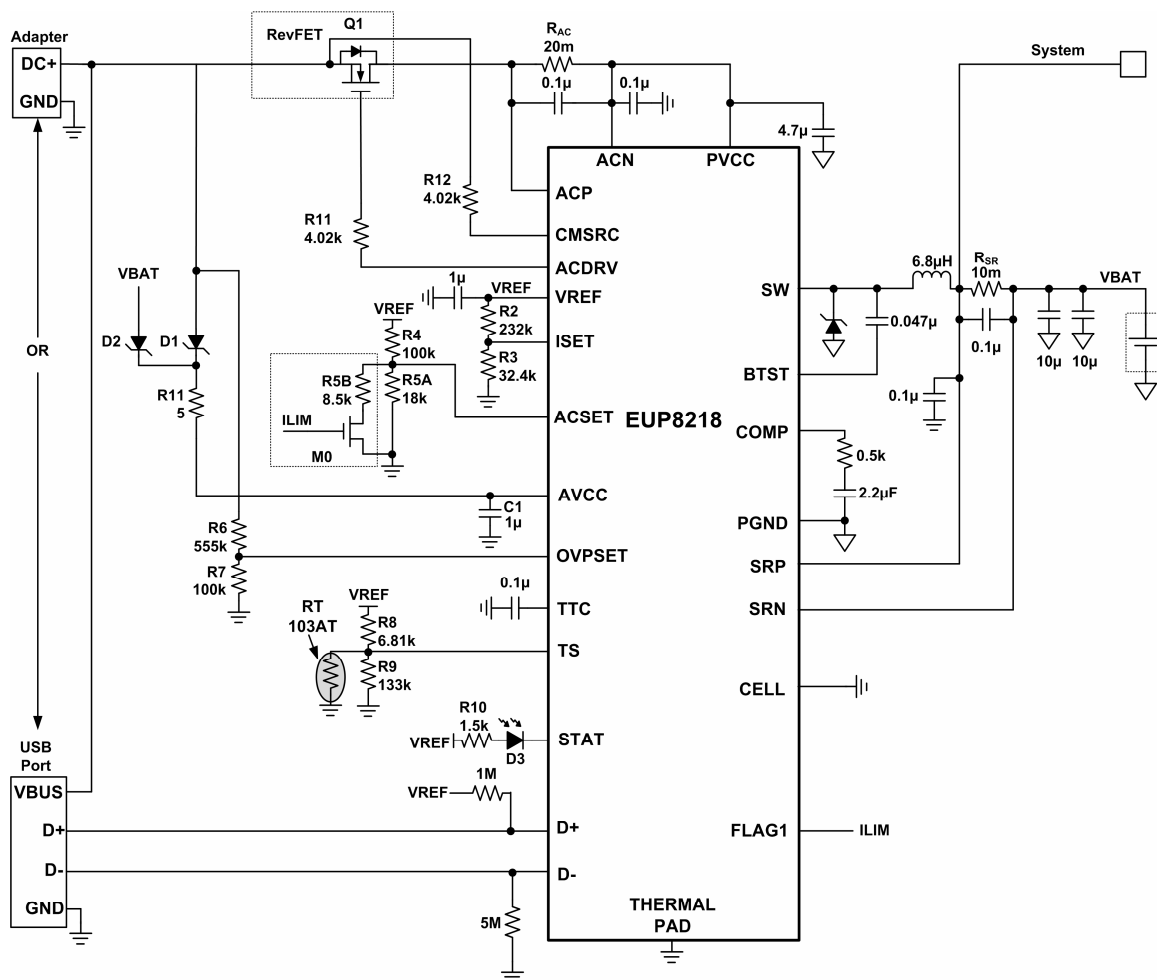 Adapter
DC+
GND
OR
USB
Port
VBUS
D+
D-
GND
RevFET
Q1
RAC
20m
0.1µ
0.1µ
4.7µ
System
R12
4.02k
R11
4.02k
VBAT
D2
D1
R11
5
1µ
VREF
R2
232k
R3
32.4k
VREF
R4
100k
R5B
8.5k
R5A
18k
ILIM
M0
C1
1µ
R6
555k
R7
100k
0.1µ
VREF
RT
103AT
R8
6.81k
R9
133k
R10
1.5k
VREF
D3
1M
VREF
5M
ACN
PVCC
ACP
CMSRC
ACDRV
VREF
ISET
ACSET
AVCC
OVPSET
TTC
TS
STAT
D+
D-
EUP8218
SW
BTST
COMP
PGND
SRP
SRN
CELL
FLAG1
THERMAL
PAD
6.8µH
RSR
10m
VBAT
0.047µ
0.1µ
10µ
10µ
0.1µ
0.5k
2.2µF
ILIM